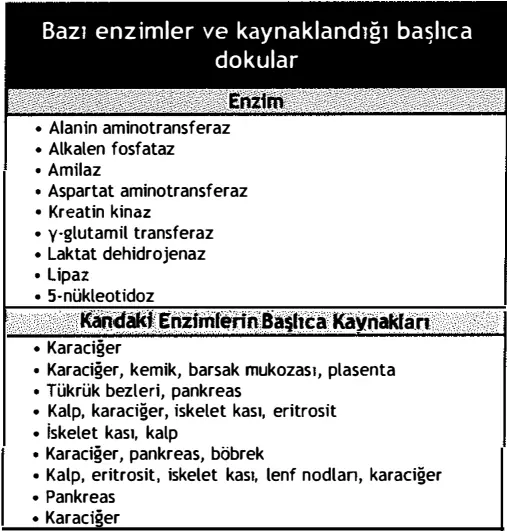 Bazı enzimler ve kaynaklandığı başlıca
dokular
Enzim
• Alanin aminotransferaz
• Alkalen fosfataz
• Amilaz
• Aspartat aminotransferaz
• Kreatin kinaz
• γ-glutamil transferaz
• Laktat dehidrojenaz
• Lipaz
• 5-nükleotidoz
Kandaki Enzimlerin Başlıca Kaynakları
• Karaciğer
• Karaciğer, kemik, barsak mukozası, plasenta
• Tükrük bezleri, pankreas
• Kalp, karaciğer, iskelet kası, eritrosit
• İskelet kası, kalp
• Karaciğer, pankreas, böbrek
• Kalp, eritrosit, iskelet kası, lenf nodları, karaciğer
• Pankreas
• Karaciğer